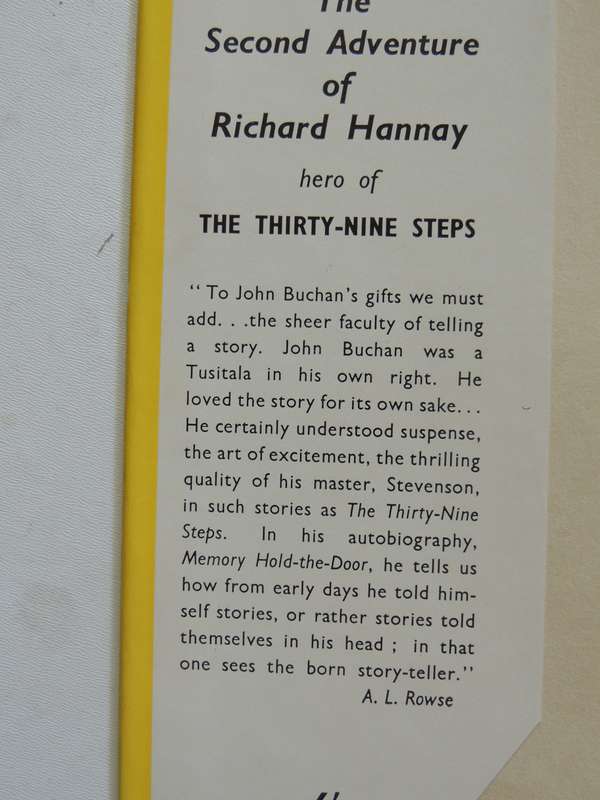 The
Second Adventure
of
Richard Hannay
hero of
THE THIRTY-NINE STEPS
“ To John Buchan’s gifts we must
add. . .the sheer faculty of telling
a story. John Buchan was a
Tusitala in his own right. He
loved the story for its own sake...
He certainly understood suspense,
the art of excitement, the thrilling
quality of his master, Stevenson,
in such stories as The Thirty-Nine
Steps. In his autobiography,
Memory Hold-the-Door, he tells us
how from early days he told him-
self stories, or rather stories told
themselves in his head ; in that
one sees the born story-teller.”
A. L. Rowse